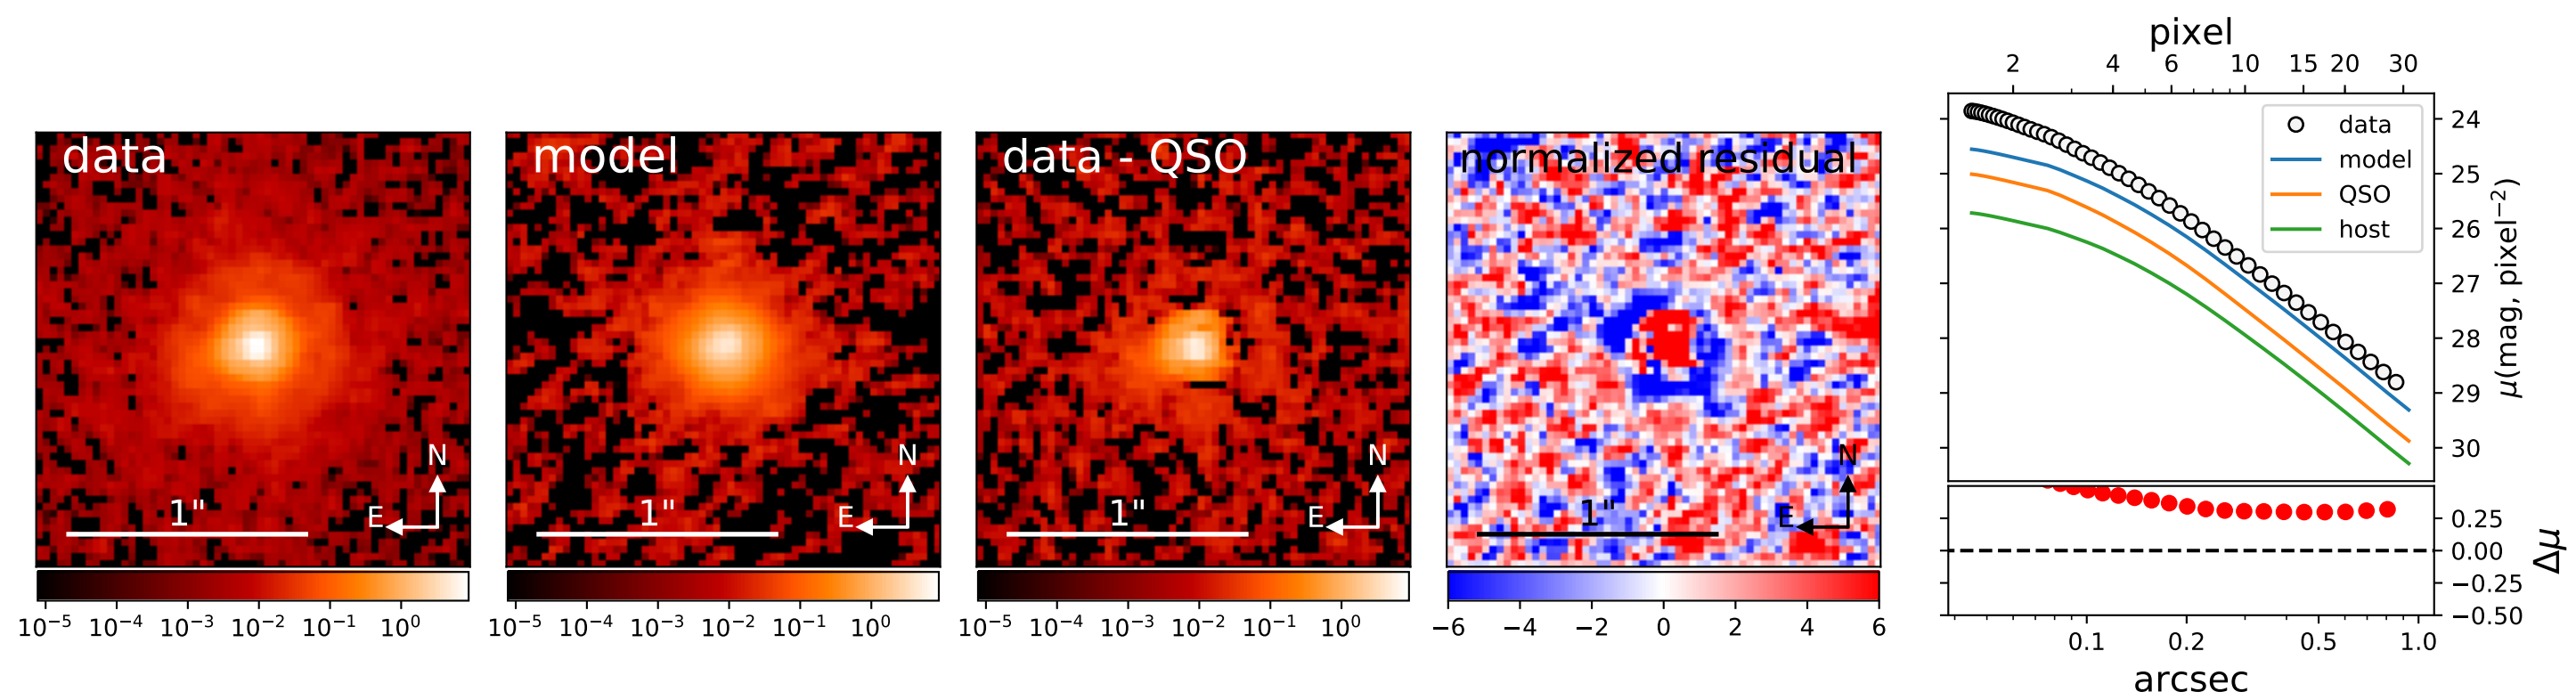 data
N
E
1"
10⁻⁵ 10⁻⁴ 10⁻³ 10⁻² 10⁻¹ 10⁰
model
N
E
1"
10⁻⁵ 10⁻⁴ 10⁻³ 10⁻² 10⁻¹ 10⁰
data - QSO
N
E
1"
10⁻⁵ 10⁻⁴ 10⁻³ 10⁻² 10⁻¹ 10⁰
normalized residual
N
E
1"
−6 −4 −2 0 2 4 6
pixel
2 4 6 10 15 20 30
data
model
QSO
host
24
25
26
27
28
29
30
μ(mag, pixel⁻²)
0.25
0.00
−0.25
−0.50
Δμ
0.1 0.2 0.5 1.0
arcsec